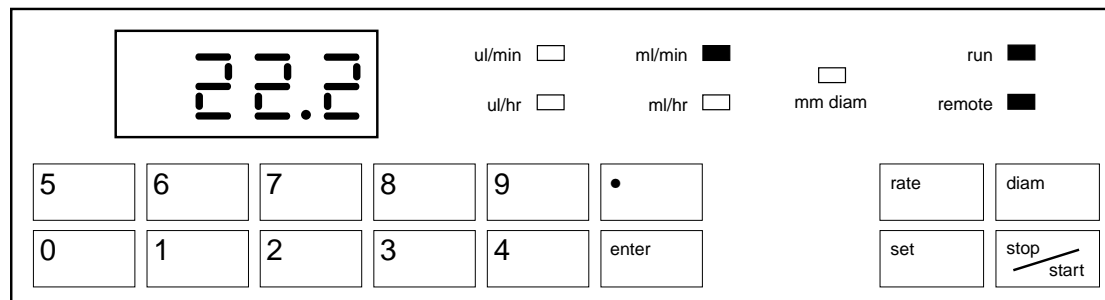 22.2
ul/min ml/min run
ul/hr ml/hr mm diam remote
5 6 7 8 9 • rate diam
0 1 2 3 4 enter set stop
start